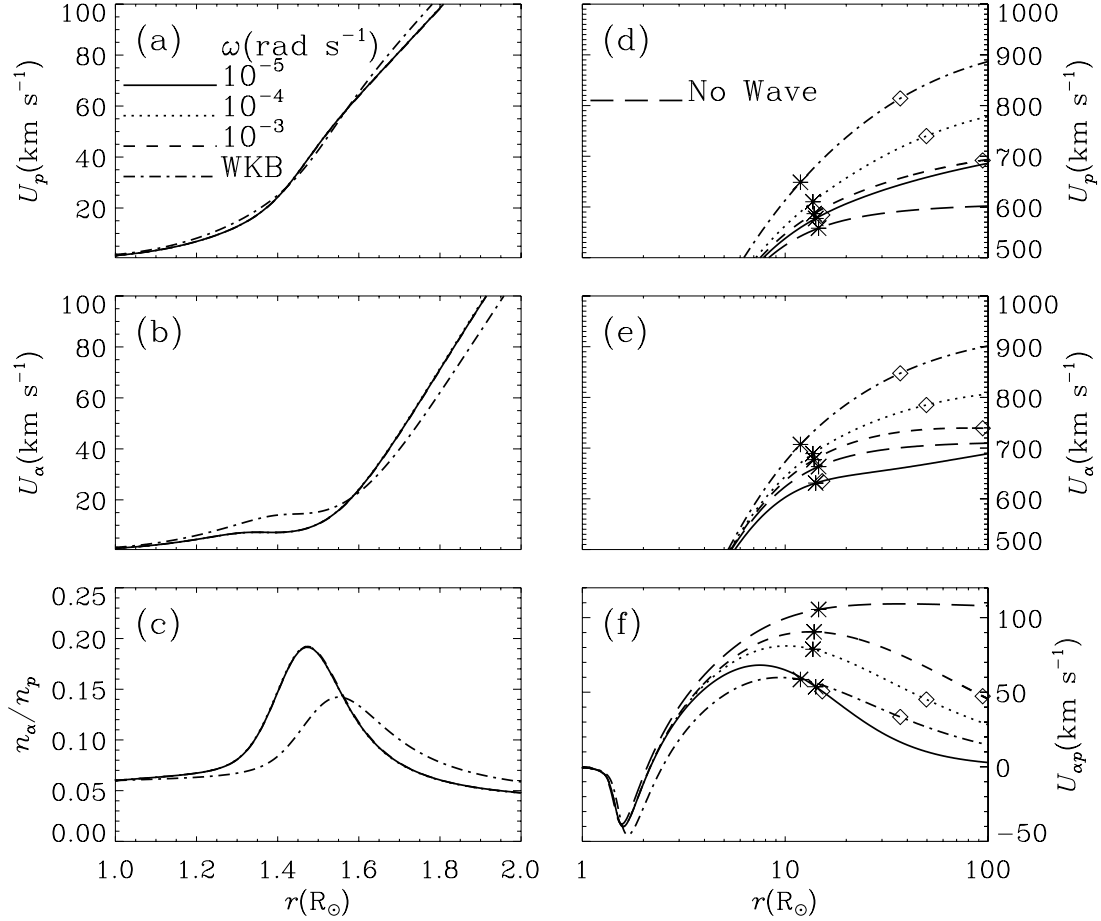 100
80
60
40
20
U_p(km s⁻¹)
(a)
ω(rad s⁻¹)
10⁻⁵
10⁻⁴
10⁻³
WKB
(d)
No Wave
1000
900
800
700
600
500
U_p(km s⁻¹)
100
80
60
40
20
U_α(km s⁻¹)
(b)
(e)
1000
900
800
700
600
500
U_α(km s⁻¹)
0.25
0.20
0.15
0.10
0.05
0.00
n_α/n_p
(c)
1.0 1.2 1.4 1.6 1.8 2.0
r(R_⊙)
(f)
100
50
0
−50
U_αp(km s⁻¹)
1 10 100
r(R_⊙)